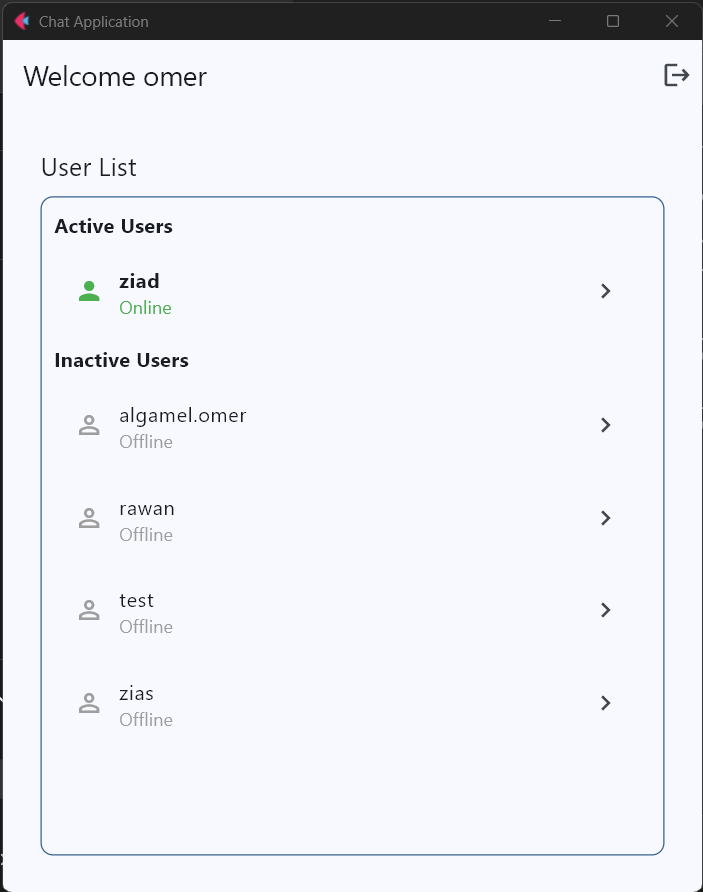 Chat Application
Welcome omer
User List
Active Users
ziad
Online
Inactive Users
algamel.omer
Offline
rawan
Offline
test
Offline
zias
Offline